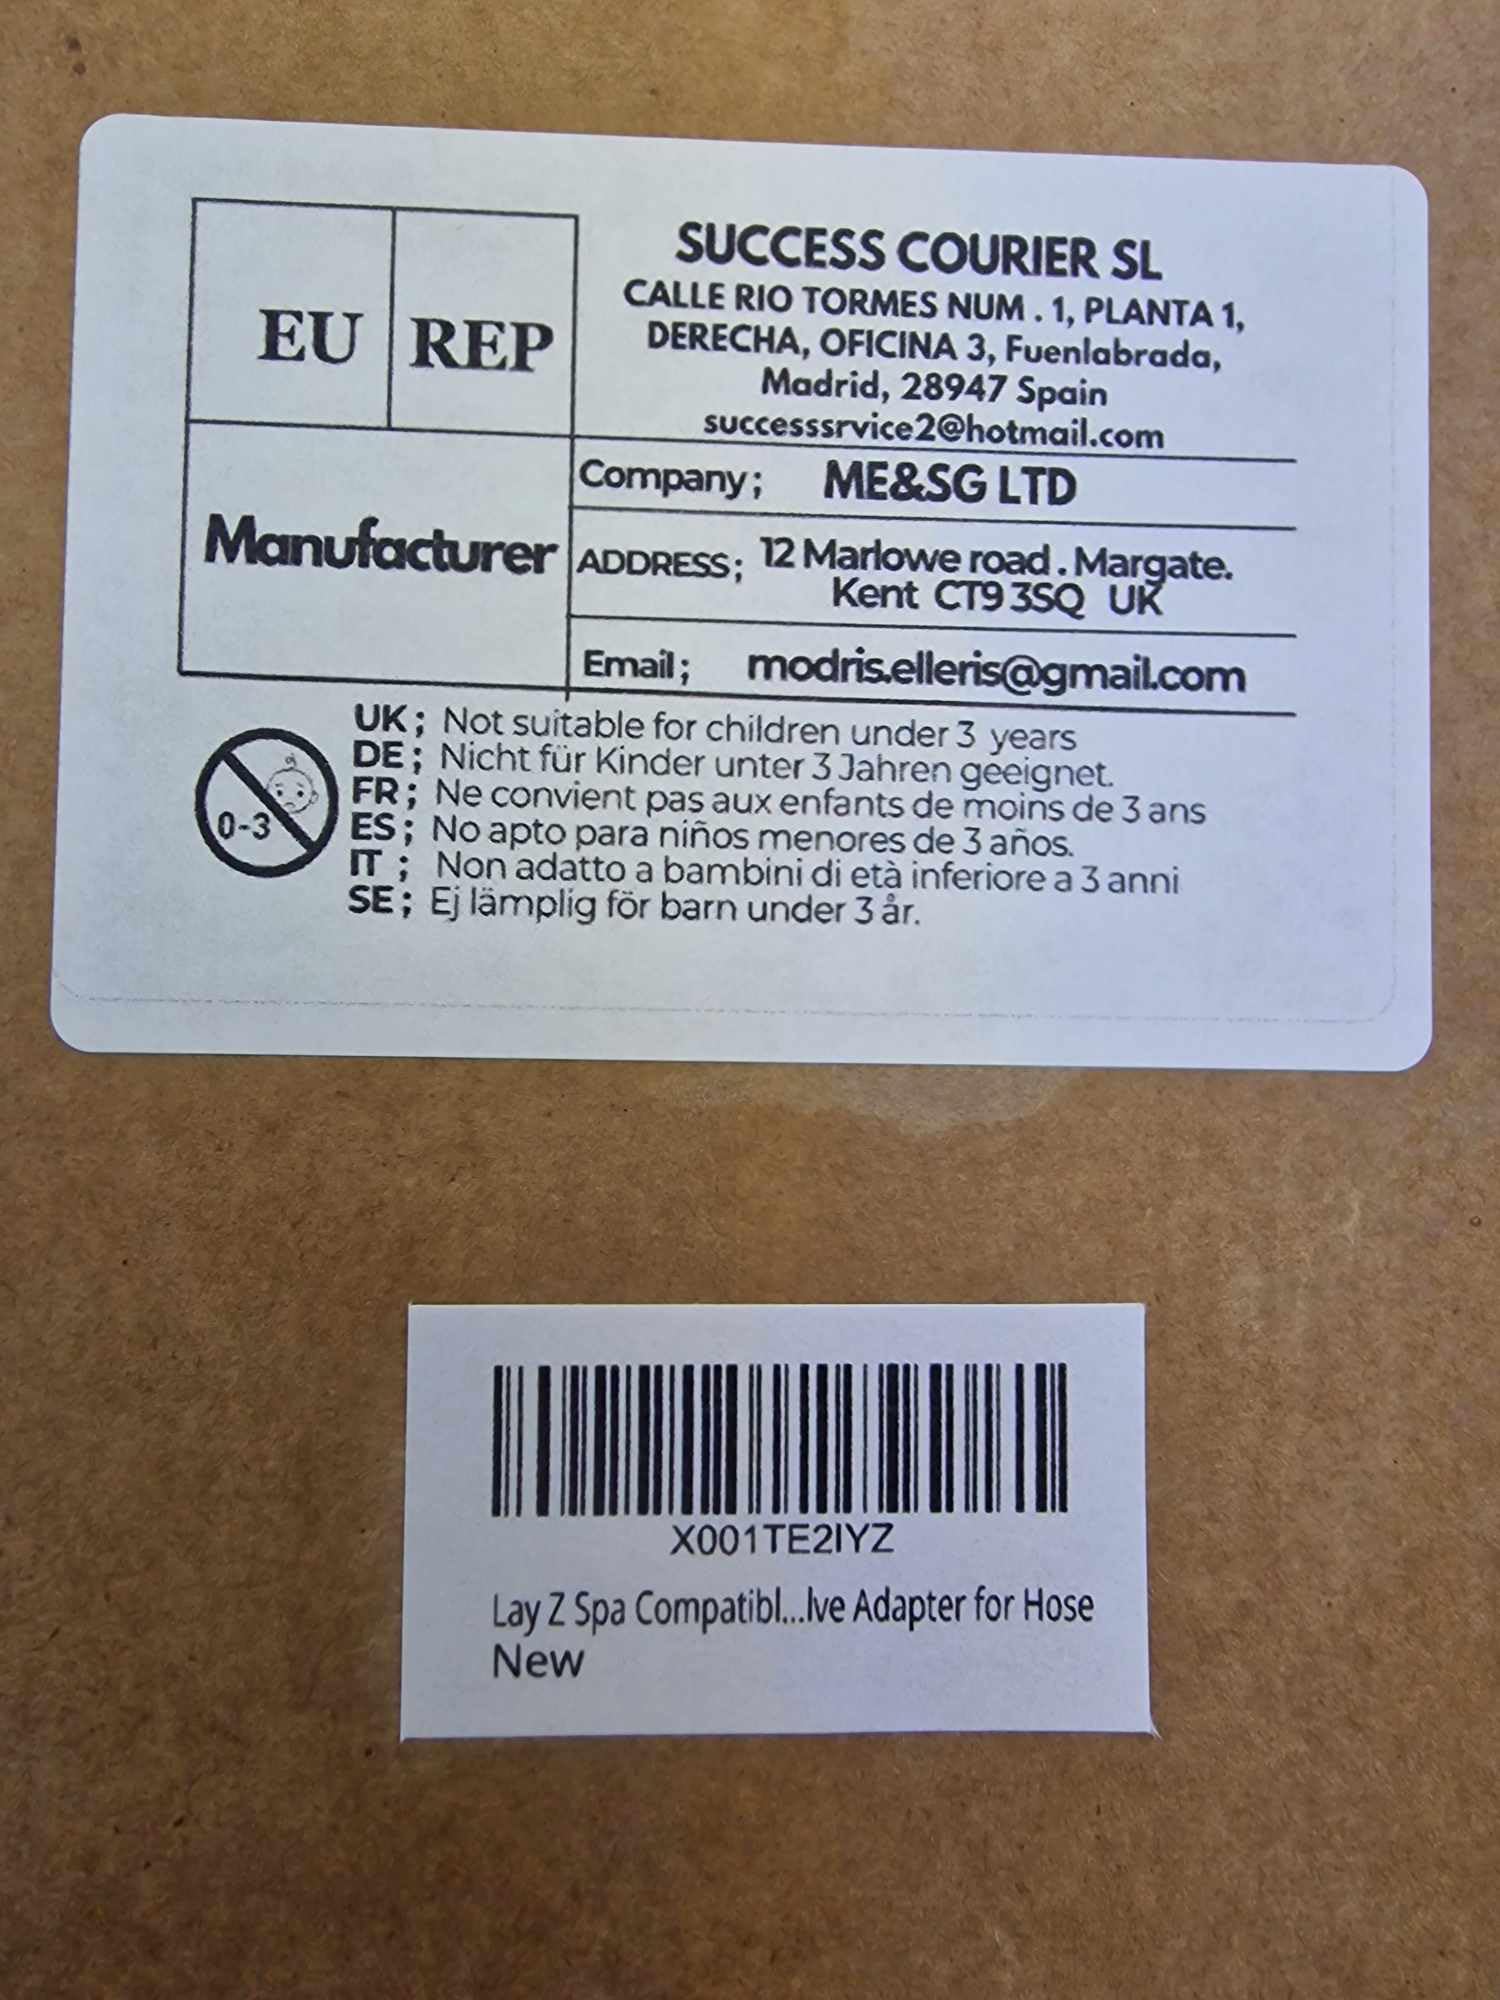 EU REP
SUCCESS COURIER SL
CALLE RIO TORMES NUM . 1, PLANTA 1,
DERECHA, OFICINA 3, Fuenlabrada,
Madrid, 28947 Spain
successsrvice2@hotmail.com
Manufacturer
Company; ME&SG LTD
ADDRESS; 12 Marlowe road . Margate.
Kent CT9 3SQ UK
Email; modris.elleris@gmail.com
0-3
UK; Not suitable for children under 3 years
DE; Nicht für Kinder unter 3 Jahren geeignet.
FR; Ne convient pas aux enfants de moins de 3 ans
ES; No apto para niños menores de 3 años.
IT; Non adatto a bambini di età inferiore a 3 anni
SE; Ej lämplig för barn under 3 år.
X001TE2IYZ
Lay Z Spa Compatibl...lve Adapter for Hose
New